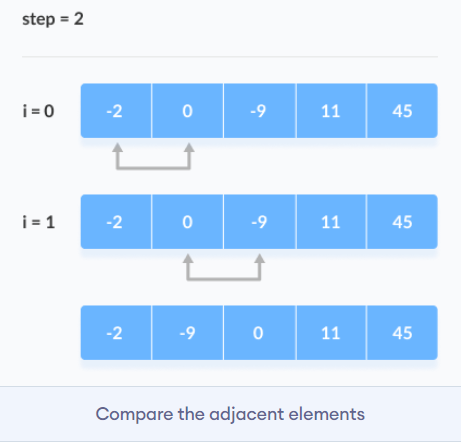 step = 2
i = 0 -2 0 -9 11 45
i = 1 -2 0 -9 11 45
-2 -9 0 11 45
Compare the adjacent elements